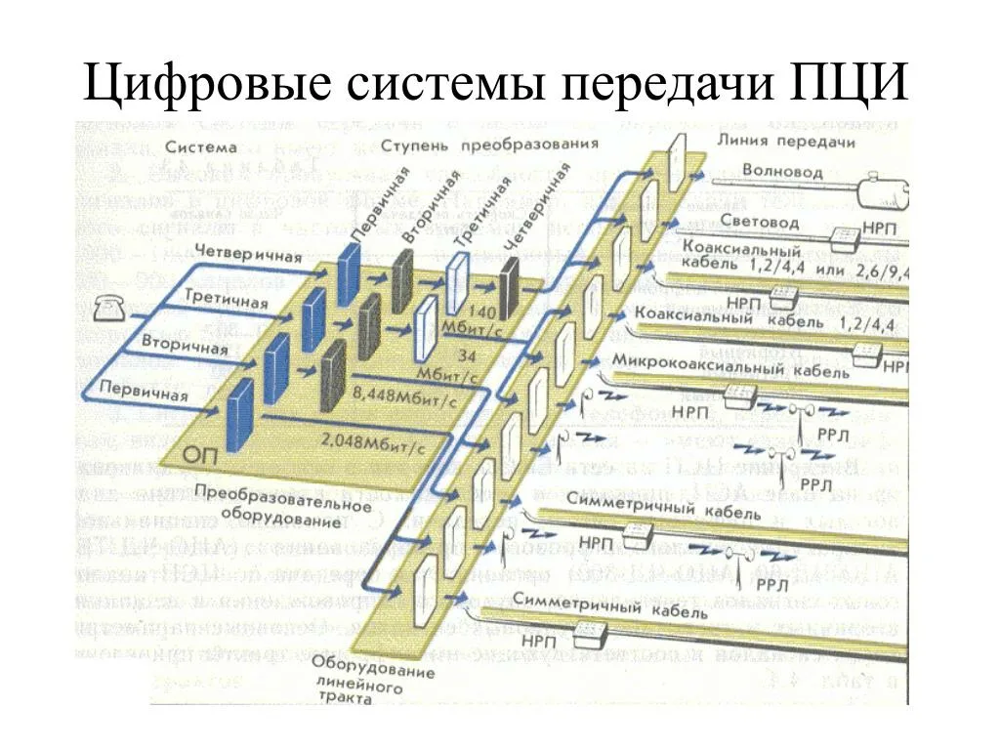 Цифровые системы передачи ПЦИ
Система
Ступень преобразования
Линия передачи
Первичная
Вторичная
Третичная
Четверичная
Волновод
Световод
НРП
Коаксиальный
кабель 1,2/4,4 или 2,6/9,4
НРП
Коаксиальный кабель 1,2/4,4
НРП
Микрокоаксиальный кабель
НРП
РРЛ
РРЛ
Четверичная
Третичная
Вторичная
Первичная
140
Мбит/с
34
Мбит/с
8,448Мбит/с
2,048Мбит/с
ОП
Преобразовательное
оборудование
Симметричный кабель
НРП
РРЛ
Симметричный кабель
НРП
Оборудование
линейного
тракта